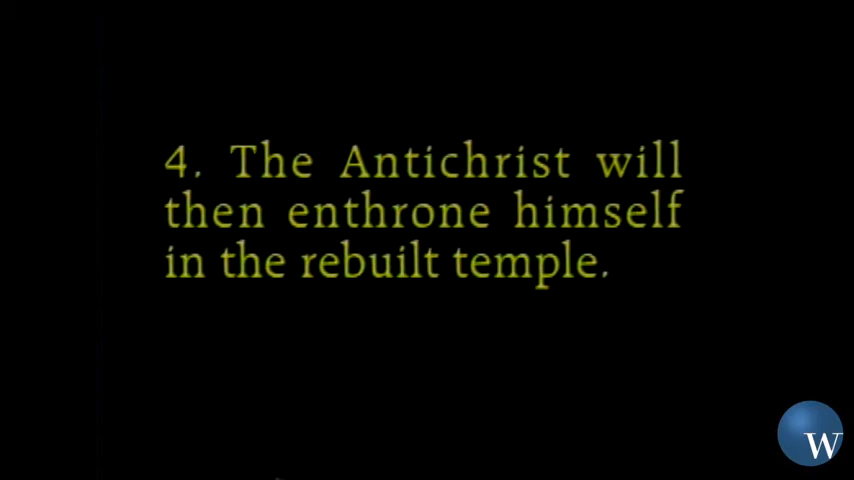 4. The Antichrist will
then enthrone himself
in the rebuilt temple.
W